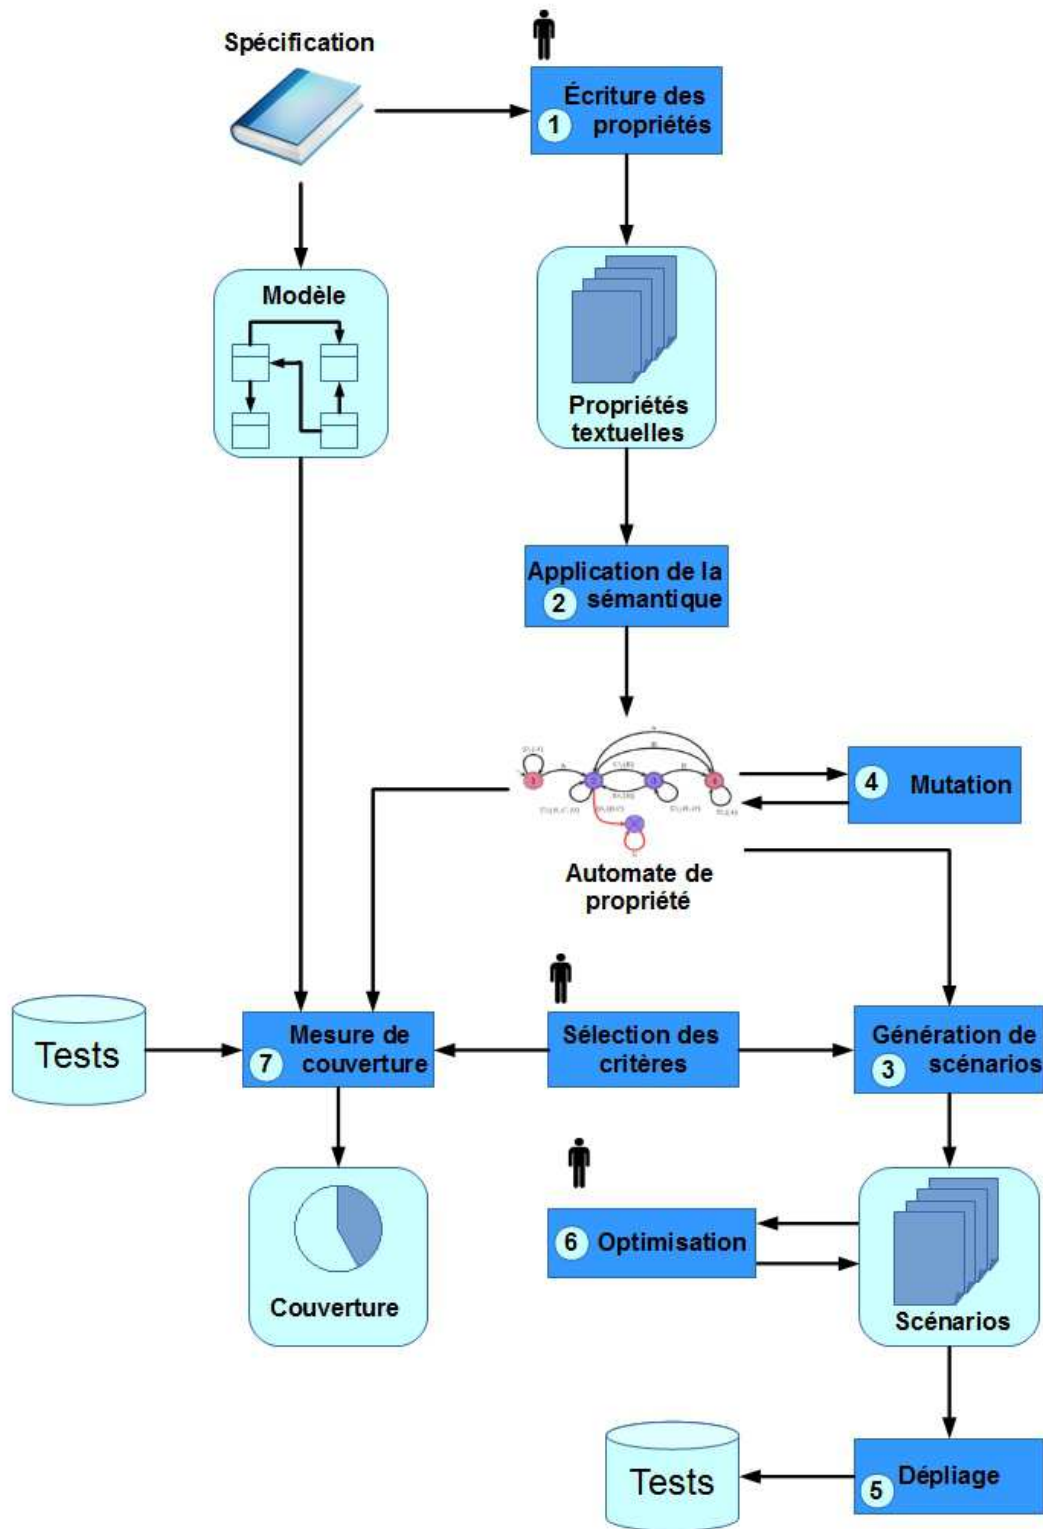 Spécification
Écriture des
1 propriétés
Modèle
Propriétés
textuelles
Application de la
2 sémantique
4 Mutation
Automate de
propriété
Tests
Mesure de
7 couverture
Sélection des
critères
Génération de
3 scénarios
6 Optimisation
Couverture
Scénarios
Tests
Dépliage
5